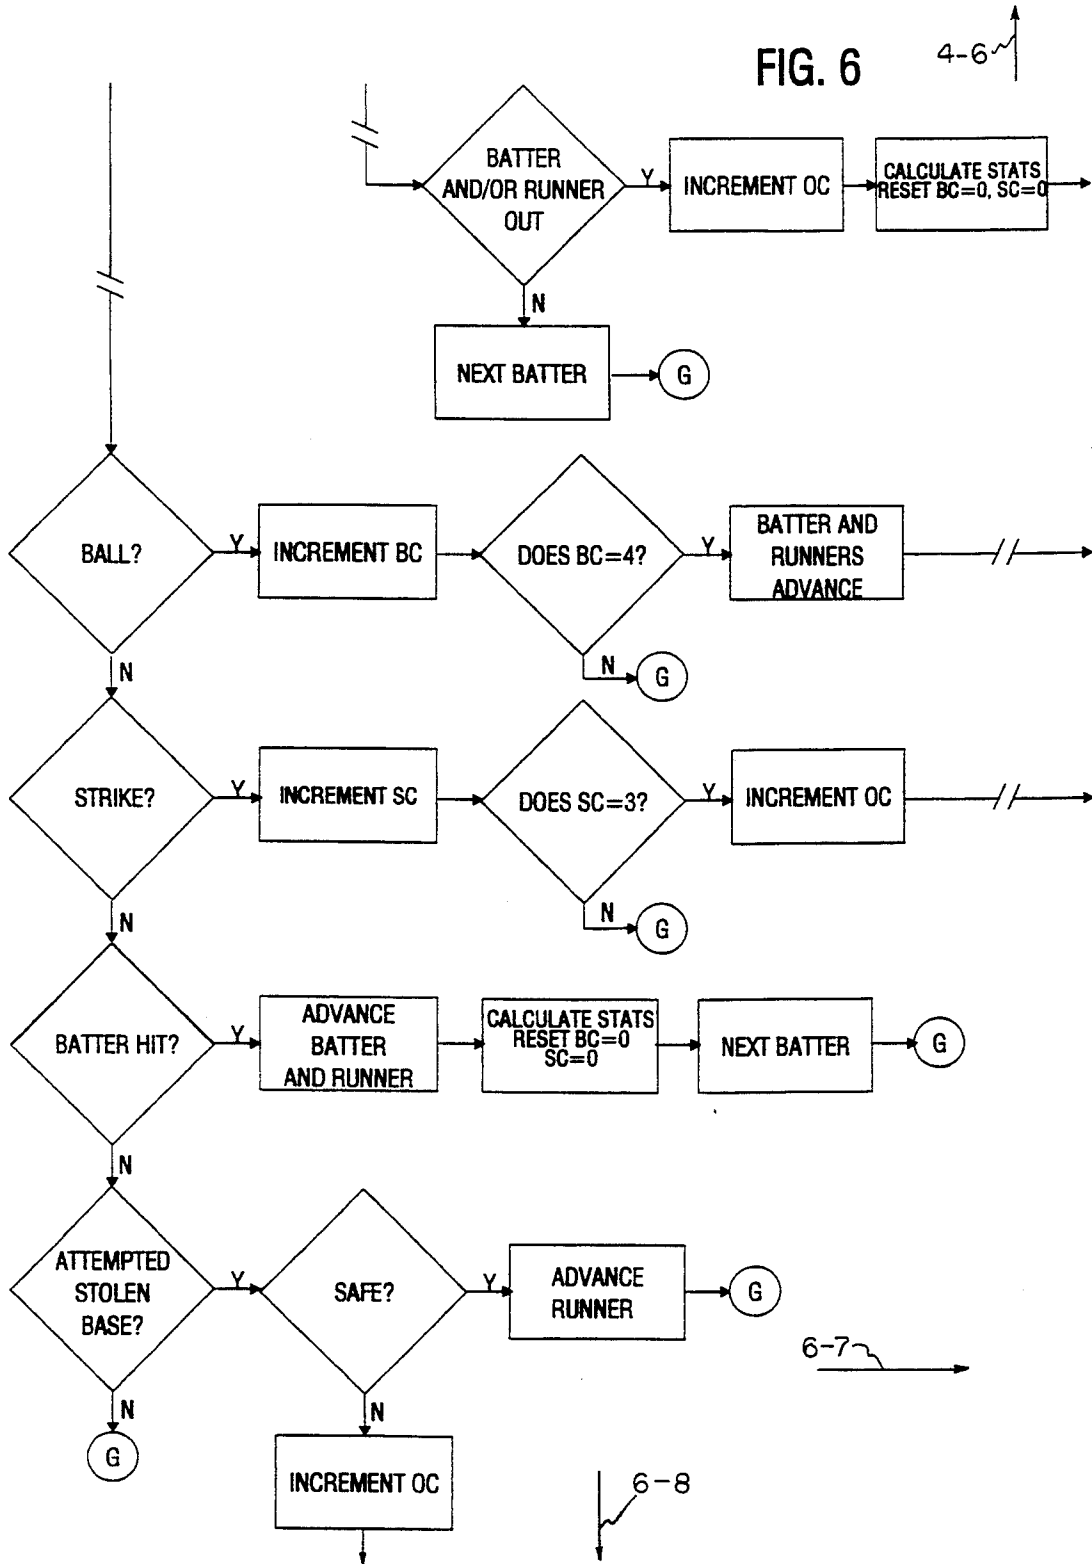 FIG. 6
4-6
BATTER
AND/OR RUNNER
OUT
Y
INCREMENT OC
CALCULATE STATS
RESET BC=0, SC=0
N
NEXT BATTER
G
BALL?
Y
INCREMENT BC
DOES BC=4?
Y
BATTER AND
RUNNERS
ADVANCE
N
N
G
STRIKE?
Y
INCREMENT SC
DOES SC=3?
Y
INCREMENT OC
N
N
G
BATTER HIT?
Y
ADVANCE
BATTER
AND RUNNER
CALCULATE STATS
RESET BC=0
SC=0
NEXT BATTER
G
N
ATTEMPTED
STOLEN
BASE?
Y
SAFE?
Y
ADVANCE
RUNNER
G
6-7
N
G
N
INCREMENT OC
6-8